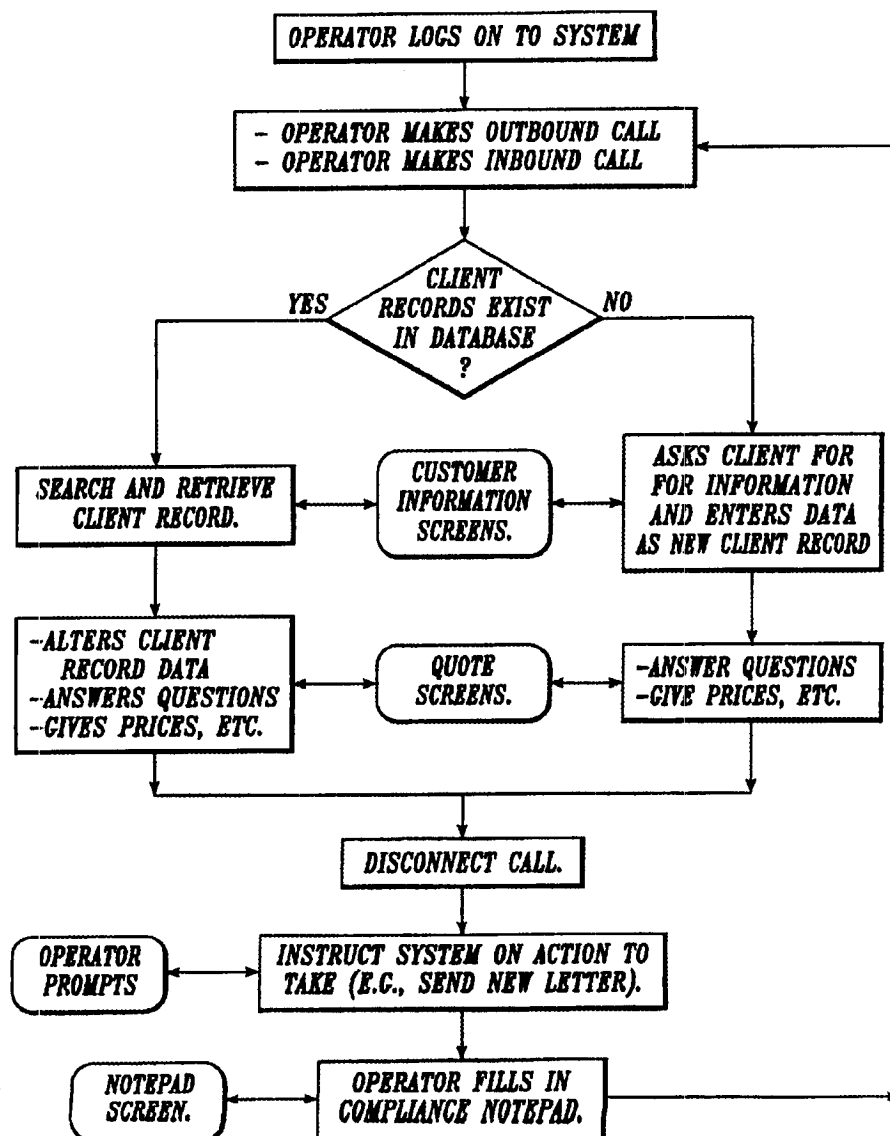 OPERATOR LOGS ON TO SYSTEM
- OPERATOR MAKES OUTBOUND CALL
- OPERATOR MAKES INBOUND CALL
CLIENT
RECORDS EXIST
IN DATABASE
?
YES
NO
SEARCH AND RETRIEVE
CLIENT RECORD.
CUSTOMER
INFORMATION
SCREENS.
ASKS CLIENT FOR
FOR INFORMATION
AND ENTERS DATA
AS NEW CLIENT RECORD
-ALTERS CLIENT
RECORD DATA
-ANSWERS QUESTIONS
-GIVES PRICES, ETC.
QUOTE
SCREENS.
-ANSWER QUESTIONS
-GIVE PRICES, ETC.
DISCONNECT CALL.
OPERATOR
PROMPTS
INSTRUCT SYSTEM ON ACTION TO
TAKE (E.G., SEND NEW LETTER).
NOTEPAD
SCREEN.
OPERATOR FILLS IN
COMPLIANCE NOTEPAD.